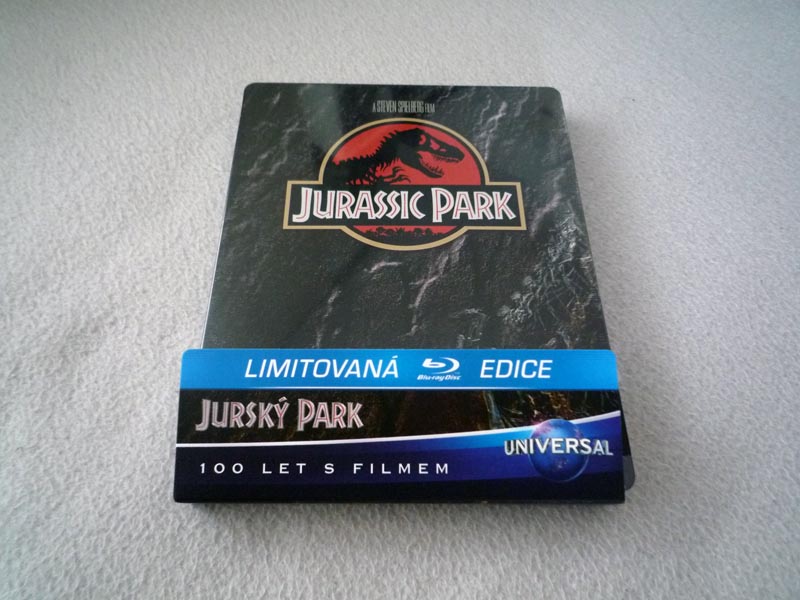 A STEVEN SPIELBERG FILM
JURASSIC PARK
LIMITOVANÁ Blu-ray Disc EDICE
JURSKÝ PARK
UNIVERSAL
100 LET S FILMEM